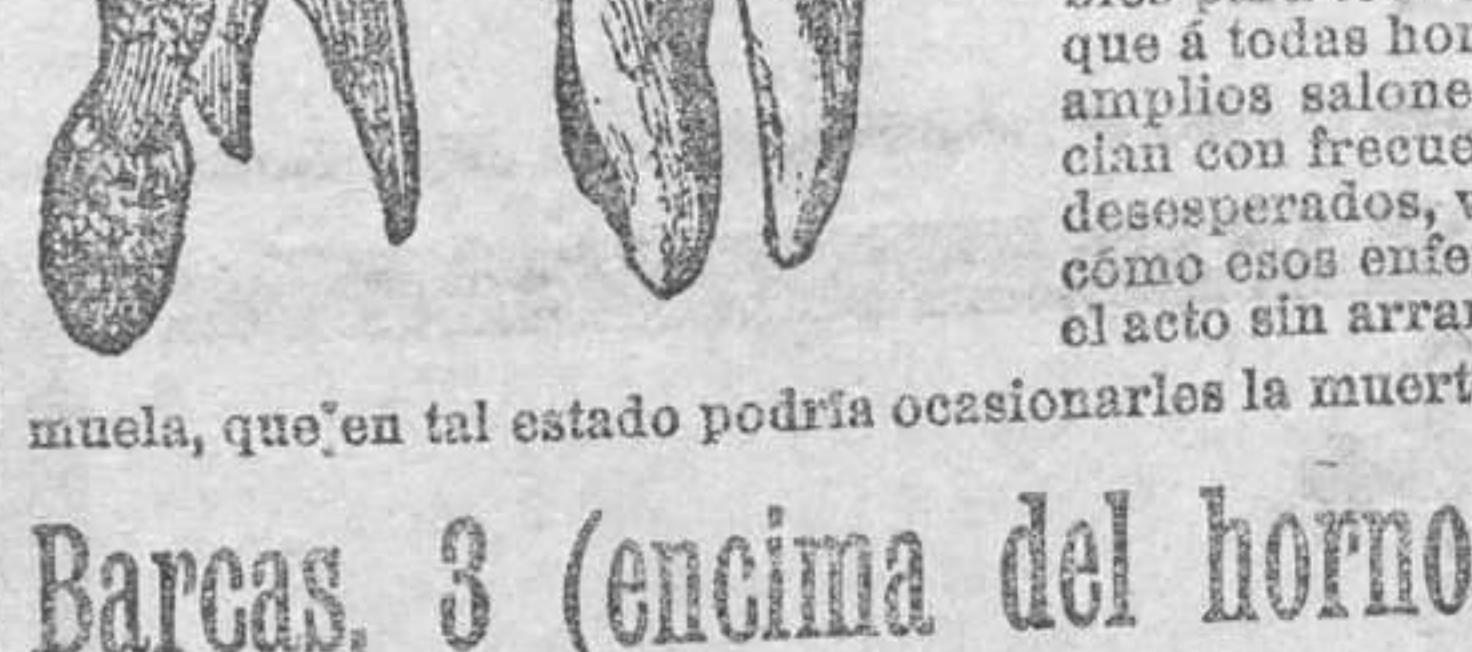 que á todas hor
amplios salone
cian con frecue
desesperados, v
cómo esos enfe
el acto sin arrar
muela, que en tal estado podría ocasionarles la muert
Barcas, 3 (encima del horno